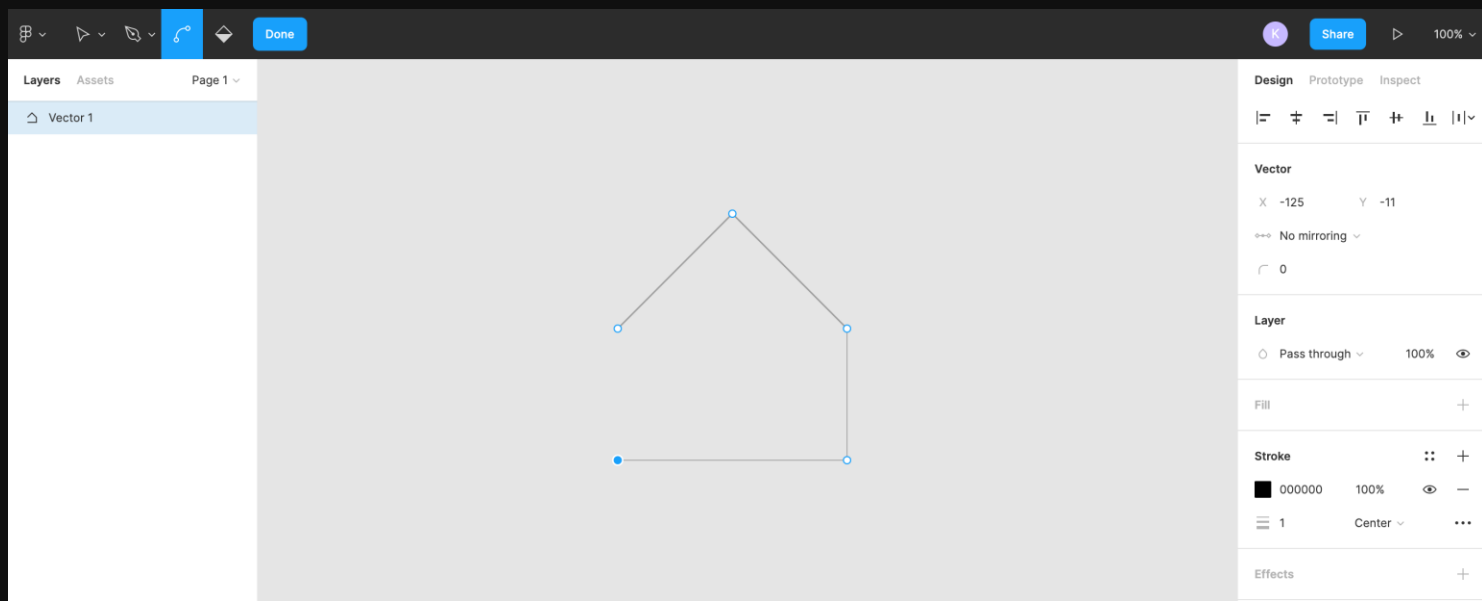 Done
K
Share
100%
Layers Assets Page 1
Vector 1
Design Prototype Inspect
Vector
X -125 Y -11
No mirroring
0
Layer
Pass through 100%
Fill
Stroke
000000 100%
1 Center
Effects